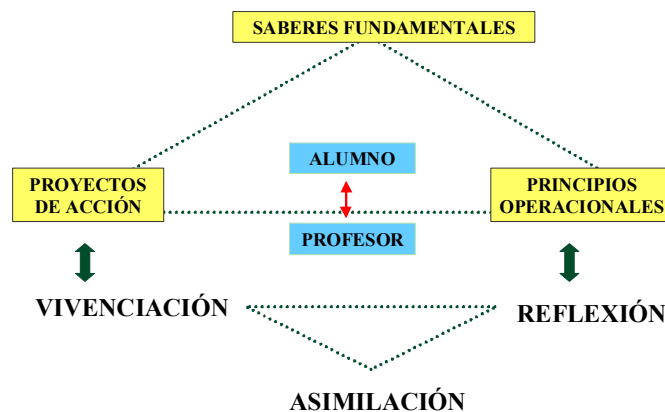 SABERES FUNDAMENTALES
ALUMNO
PROYECTOS
DE ACCIÓN
PRINCIPIOS
OPERACIONALES
PROFESOR
VIVENCIACIÓN
REFLEXIÓN
ASIMILACIÓN